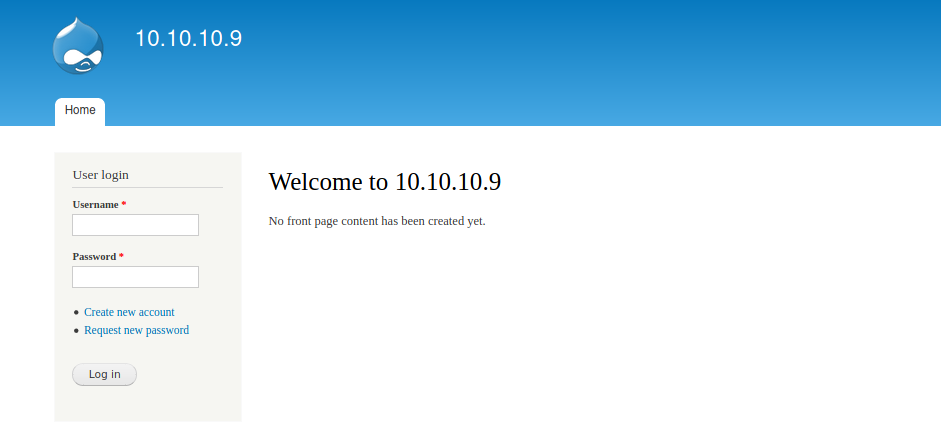 10.10.10.9
Home
User login
Username *
Password *
Create new account
Request new password
Log in
Welcome to 10.10.10.9
No front page content has been created yet.